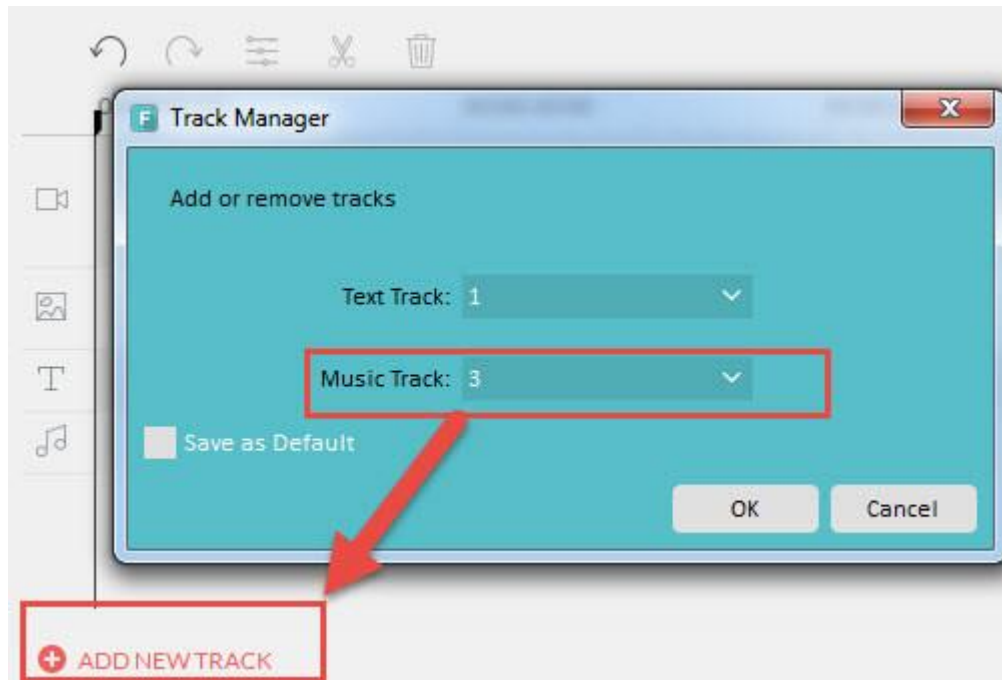 Track Manager
Add or remove tracks
Text Track: 1
Music Track: 3
Save as Default
OK Cancel
ADD NEW TRACK